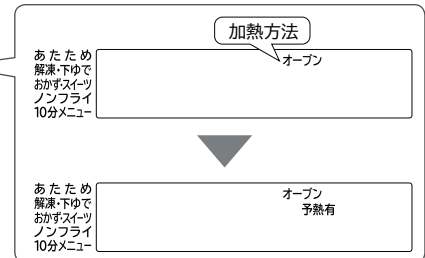 加熱方法
あたため
解凍・下ゆで
おかず・スイーツ
ノンフライ
10分メニュー
オーブン
あたため
解凍・下ゆで
おかず・スイーツ
ノンフライ
10分メニュー
オーブン
予熱有